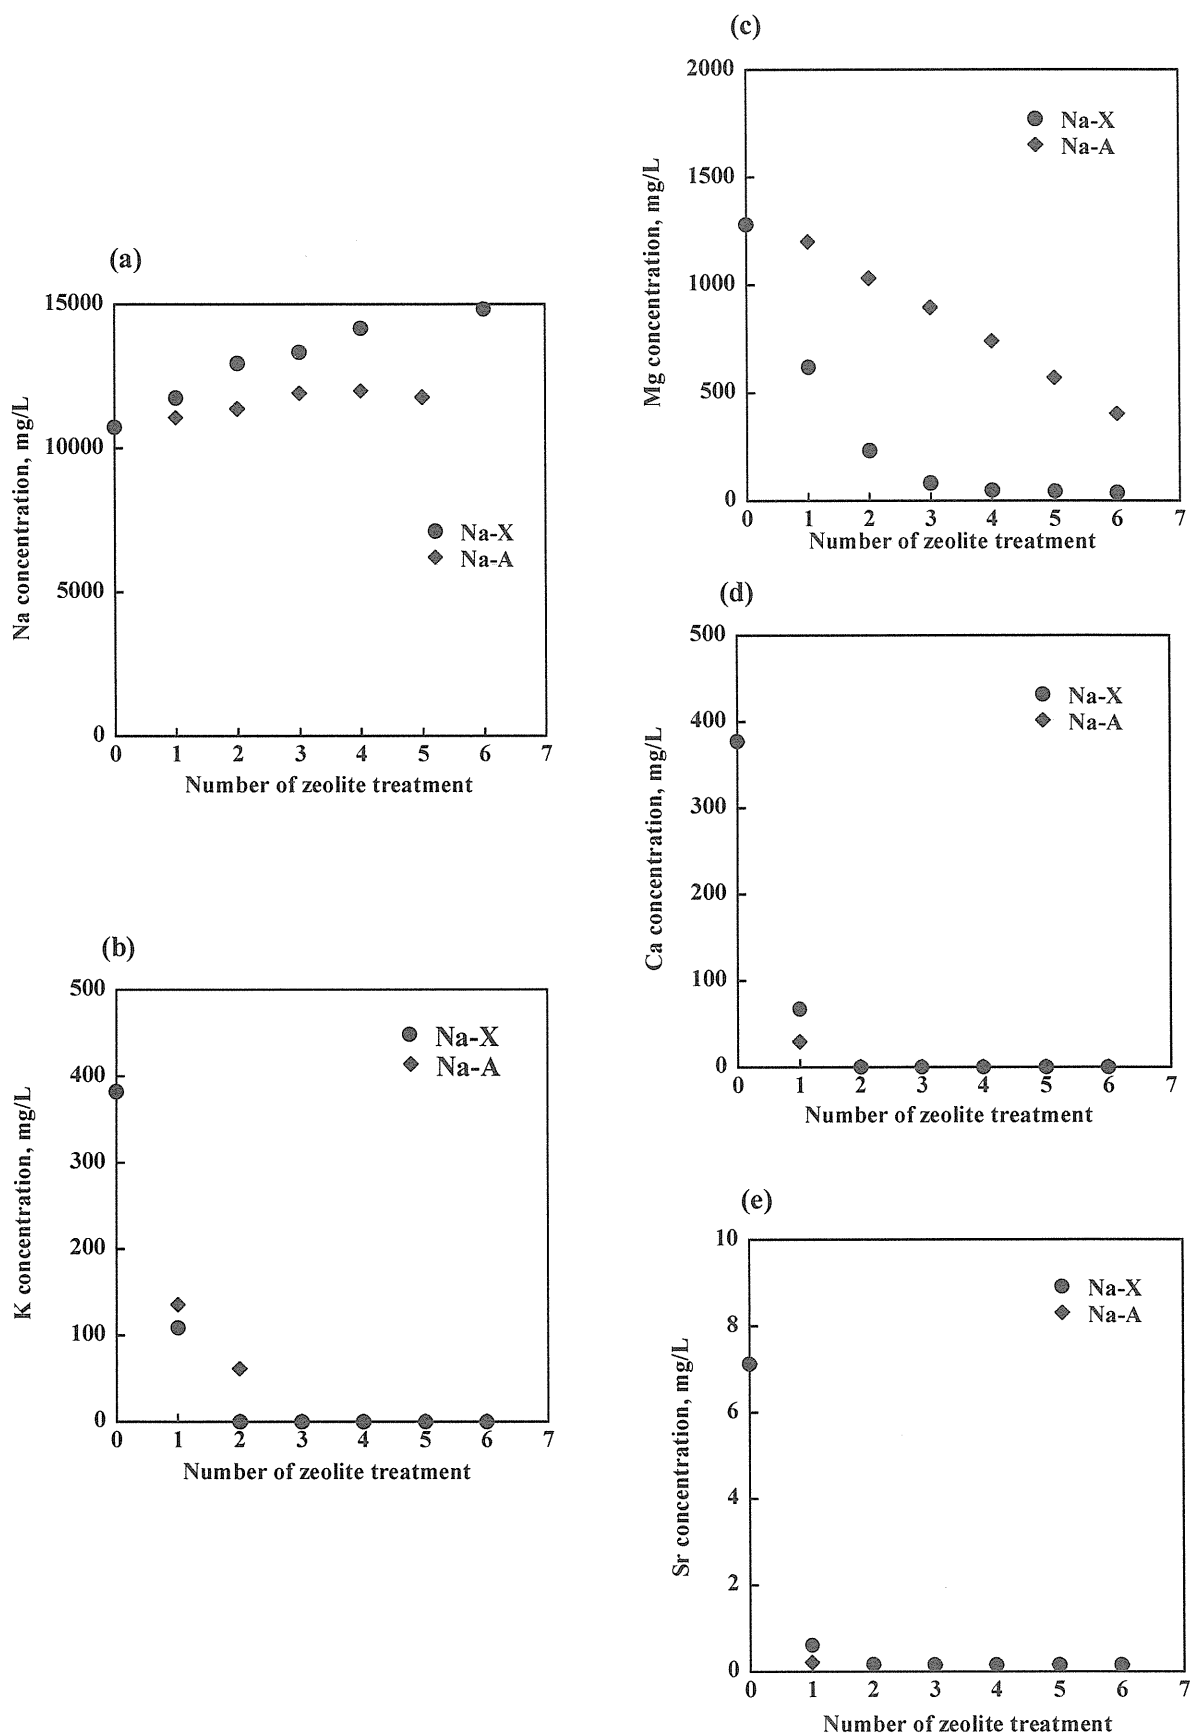 (a)
15000
10000
5000
0
Na concentration, mg/L
Na-X
Na-A
0 1 2 3 4 5 6 7
Number of zeolite treatment
(b)
500
400
300
200
100
0
K concentration, mg/L
Na-X
Na-A
0 1 2 3 4 5 6 7
Number of zeolite treatment
(c)
2000
1500
1000
500
0
Mg concentration, mg/L
Na-X
Na-A
0 1 2 3 4 5 6 7
Number of zeolite treatment
(d)
500
400
300
200
100
0
Ca concentration, mg/L
Na-X
Na-A
0 1 2 3 4 5 6 7
Number of zeolite treatment
(e)
10
8
6
4
2
0
Sr concentration, mg/L
Na-X
Na-A
0 1 2 3 4 5 6 7
Number of zeolite treatment